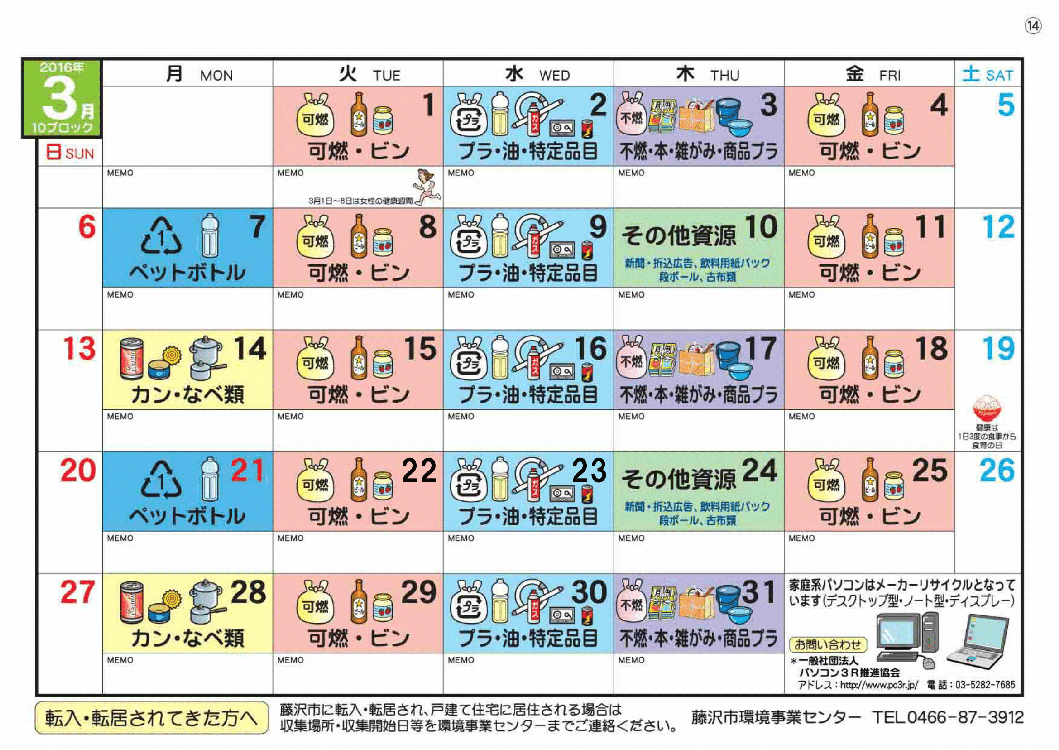 ⑭
2016年
3月
10ブロック
日 SUN
月 MON
火 TUE
水 WED
木 THU
金 FRI
土 SAT
可燃
1
可燃・ビン
プラ
ガス
2
プラ・油・特定品目
不燃
3
不燃・本・雑がみ・商品プラ
可燃
4
可燃・ビン
5
MEMO
MEMO
3月1日~8日は女性の健康週間
MEMO
MEMO
MEMO
6
1
7
ペットボトル
可燃
8
可燃・ビン
プラ
ガス
9
プラ・油・特定品目
その他資源 10
新聞・折込広告、飲料用紙パック
段ボール、古布類
可燃
11
可燃・ビン
12
MEMO
MEMO
MEMO
MEMO
MEMO
13
14
カン・なべ類
可燃
15
可燃・ビン
プラ
ガス
16
プラ・油・特定品目
不燃
17
不燃・本・雑がみ・商品プラ
可燃
18
可燃・ビン
19
健康は
1日3度の食事から
食育の日
MEMO
MEMO
MEMO
MEMO
MEMO
20
1
21
ペットボトル
可燃
22
可燃・ビン
プラ
ガス
23
プラ・油・特定品目
その他資源 24
新聞・折込広告、飲料用紙パック
段ボール、古布類
可燃
25
可燃・ビン
26
MEMO
MEMO
MEMO
MEMO
MEMO
27
28
カン・なべ類
可燃
29
可燃・ビン
プラ
ガス
30
プラ・油・特定品目
不燃
31
不燃・本・雑がみ・商品プラ
MEMO
MEMO
MEMO
MEMO
家庭系パソコンはメーカーリサイクルとなって
います(デスクトップ型・ノート型・ディスプレー)
お問い合わせ
*一般社団法人
パソコン3R推進協会
アドレス:http://www.pc3r.jp/ 電話:03-5282-7685
転入・転居されてきた方へ
藤沢市に転入・転居され、戸建て住宅に居住される場合は
収集場所・収集開始日等を環境事業センターまでご連絡ください。
藤沢市環境事業センター TEL0466-87-3912